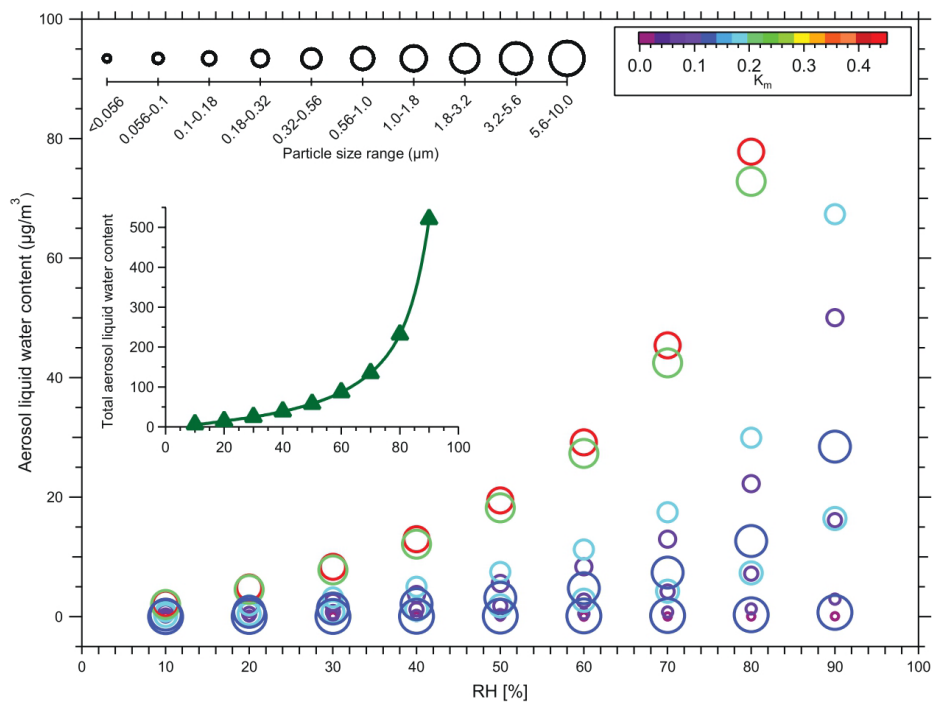 100
80
60
40
20
0
Aerosol liquid water content (µg/m³)
0 10 20 30 40 50 60 70 80 90 100
RH [%]
<0.056 0.056-0.1 0.1-0.18 0.18-0.32 0.32-0.56 0.56-1.0 1.0-1.8 1.8-3.2 3.2-5.6 5.6-10.0
Particle size range (µm)
0.0 0.1 0.2 0.3 0.4
Km
500
400
300
200
100
0
Total aerosol liquid water content
0 20 40 60 80 100